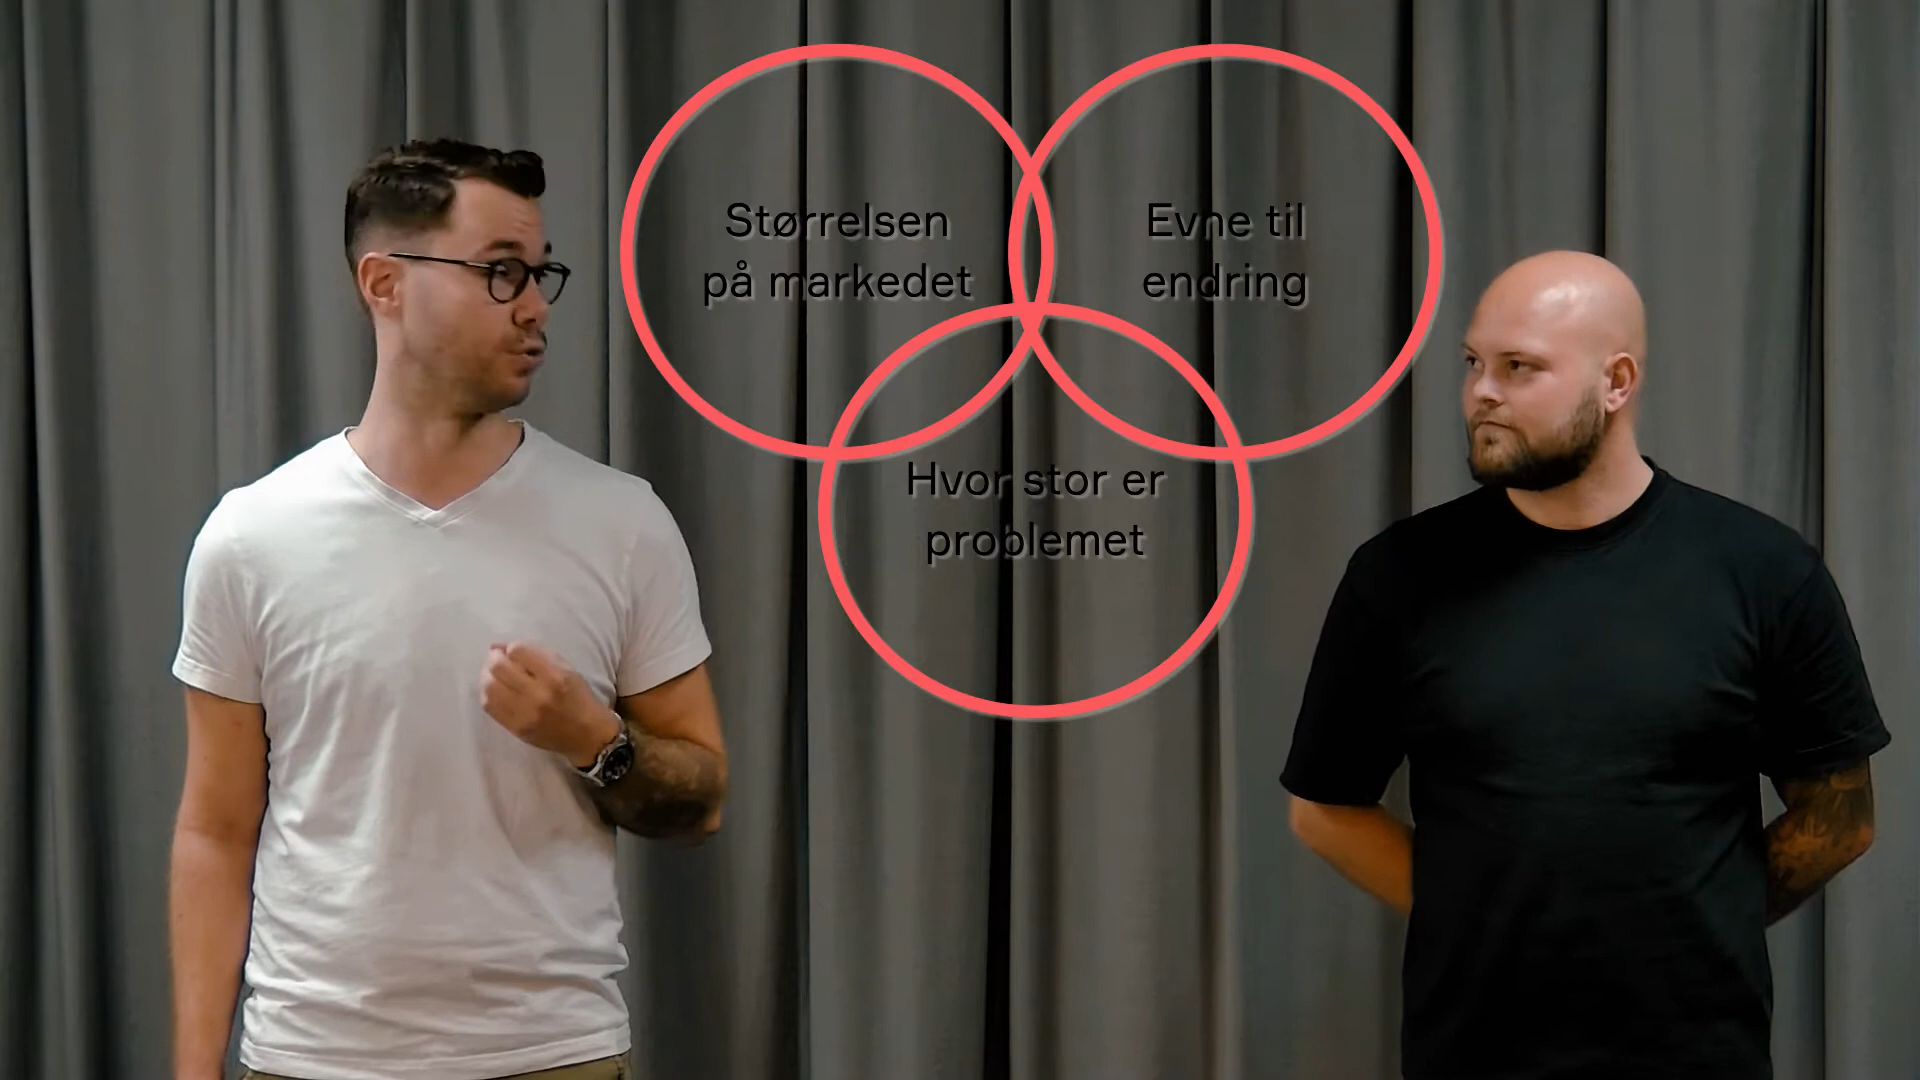 Størrelsen
på markedet
Evne til
endring
Hvor stor er
problemet